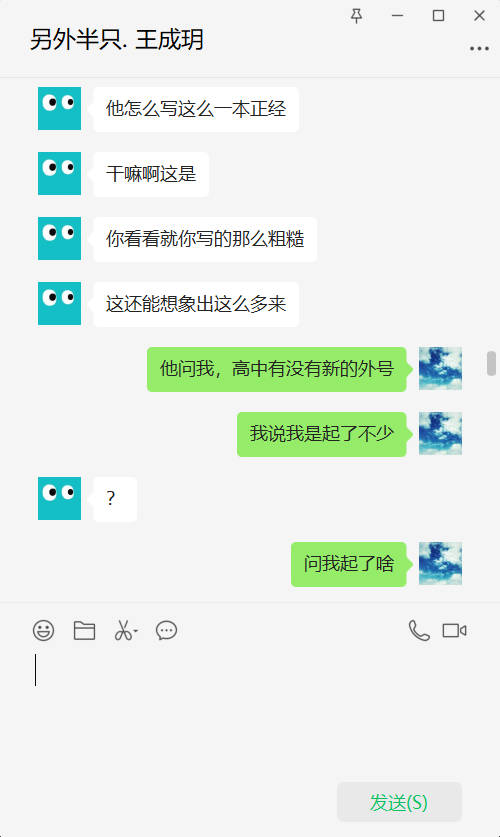 另外半只. 王成玥
他怎么写这么一本正经
干嘛啊这是
你看看就你写的那么粗糙
这还能想象出这么多来
他问我，高中有没有新的外号
我说我是起了不少
？
问我起了啥
发送(S)